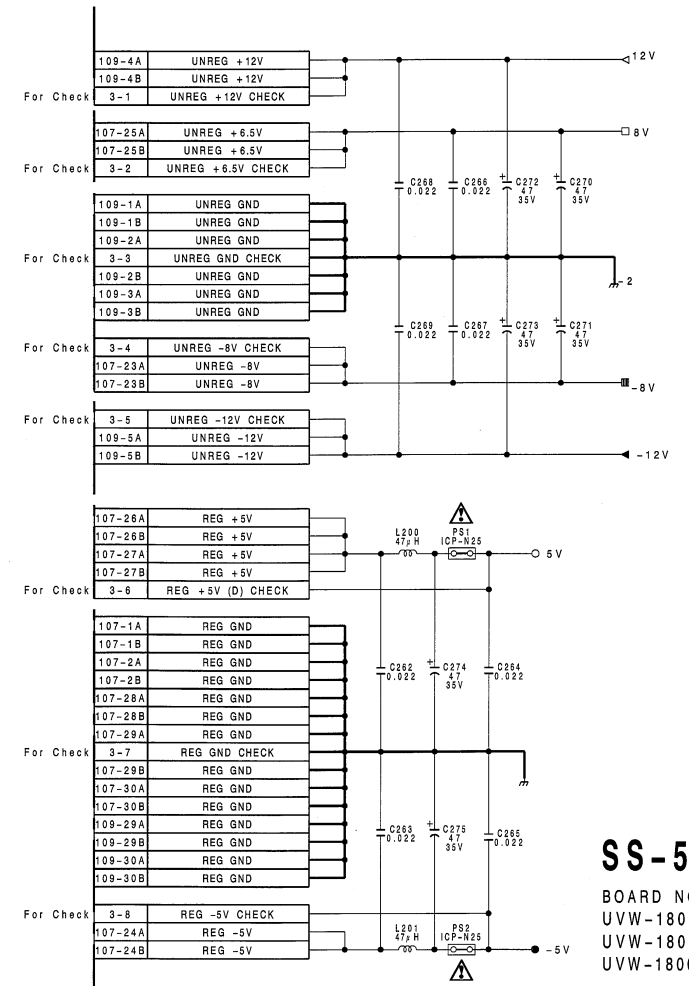 109-4A UNREG +12V 12V
109-4B UNREG +12V
For Check 3-1 UNREG +12V CHECK
107-25A UNREG +6.5V 8V
107-25B UNREG +6.5V
For Check 3-2 UNREG +6.5V CHECK
C268 0.022 C266 0.022 + C272 47 35V + C270 47 35V
109-1A UNREG GND
109-1B UNREG GND
109-2A UNREG GND
For Check 3-3 UNREG GND CHECK
109-2B UNREG GND -2
109-3A UNREG GND
109-3B UNREG GND
C269 0.022 C267 0.022 + C273 47 35V + C271 47 35V
For Check 3-4 UNREG -8V CHECK
107-23A UNREG -8V
107-23B UNREG -8V -8V
For Check 3-5 UNREG -12V CHECK
109-5A UNREG -12V
109-5B UNREG -12V -12V
107-26A REG +5V
107-26B REG +5V L200 47μH PS1 ICP-N25
107-27A REG +5V 5V
107-27B REG +5V
For Check 3-6 REG +5V (D) CHECK
107-1A REG GND
107-1B REG GND
107-2A REG GND C262 0.022 + C274 47 35V C264 0.022
107-2B REG GND
107-28A REG GND
107-28B REG GND
107-29A REG GND
For Check 3-7 REG GND CHECK
107-29B REG GND
107-30A REG GND
107-30B REG GND
109-29A REG GND C263 0.022 + C275 47 35V C265 0.022
109-29B REG GND
109-30A REG GND
109-30B REG GND
SS-5
BOARD N
For Check 3-8 REG -5V CHECK
UVW-180
107-24A REG -5V L201 47μH PS2 ICP-N25
UVW-180
107-24B REG -5V -5V
UVW-180